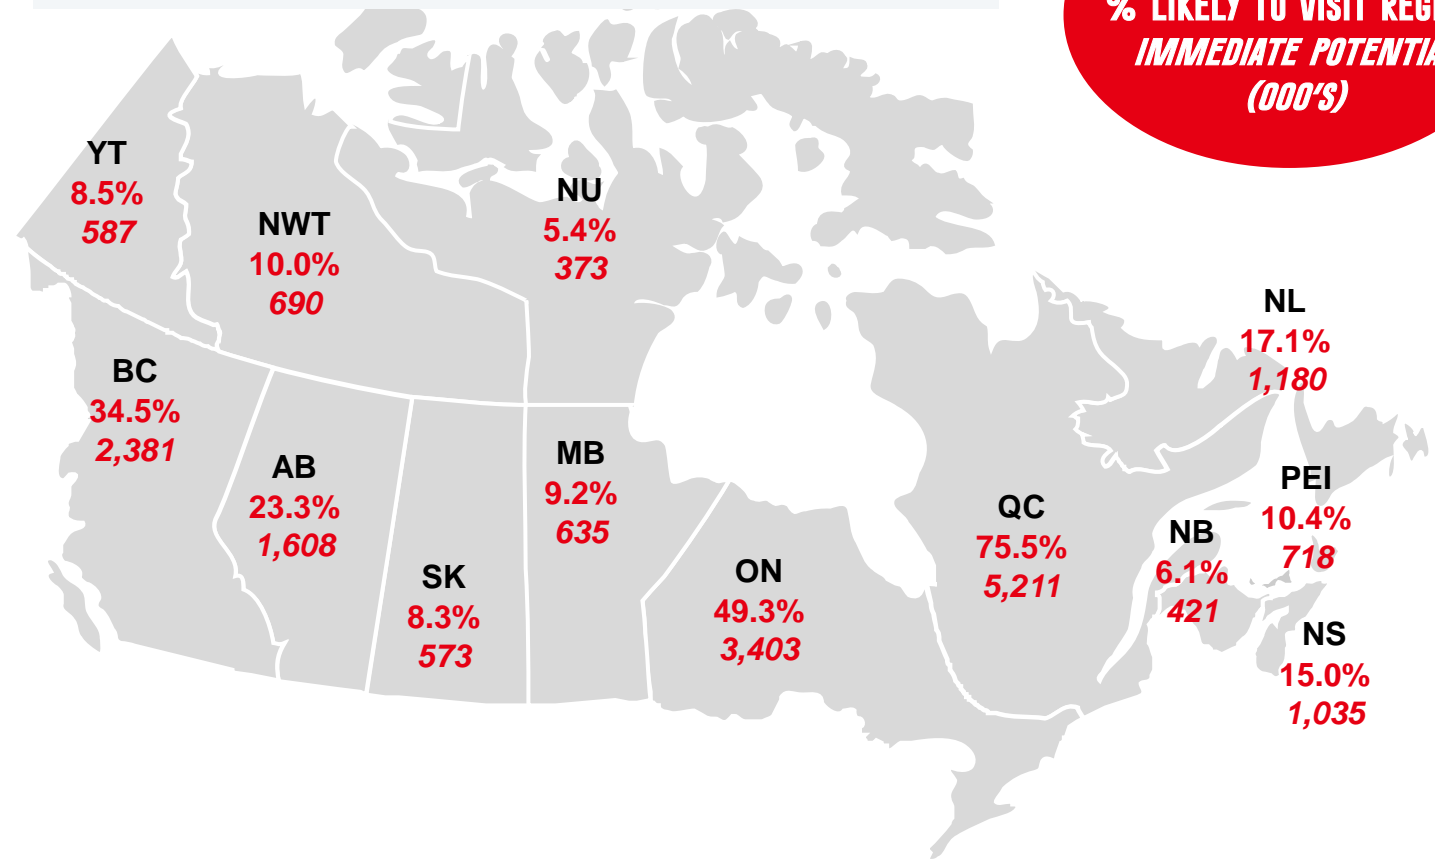 % LIKELY TO VISIT
IMMEDIATE
(000'S)
YT
8.5%
587
NWT
10.0%
690
NU
5.4%
373
NL
17.1%
1,180
BC
34.5%
2,381
AB
23.3%
1,608
MB
9.2%
635
SK
8.3%
573
ON
49.3%
3,403
QC
75.5%
5,211
NB
6.1%
421
PEI
10.4%
718
NS
15.0%
1,035